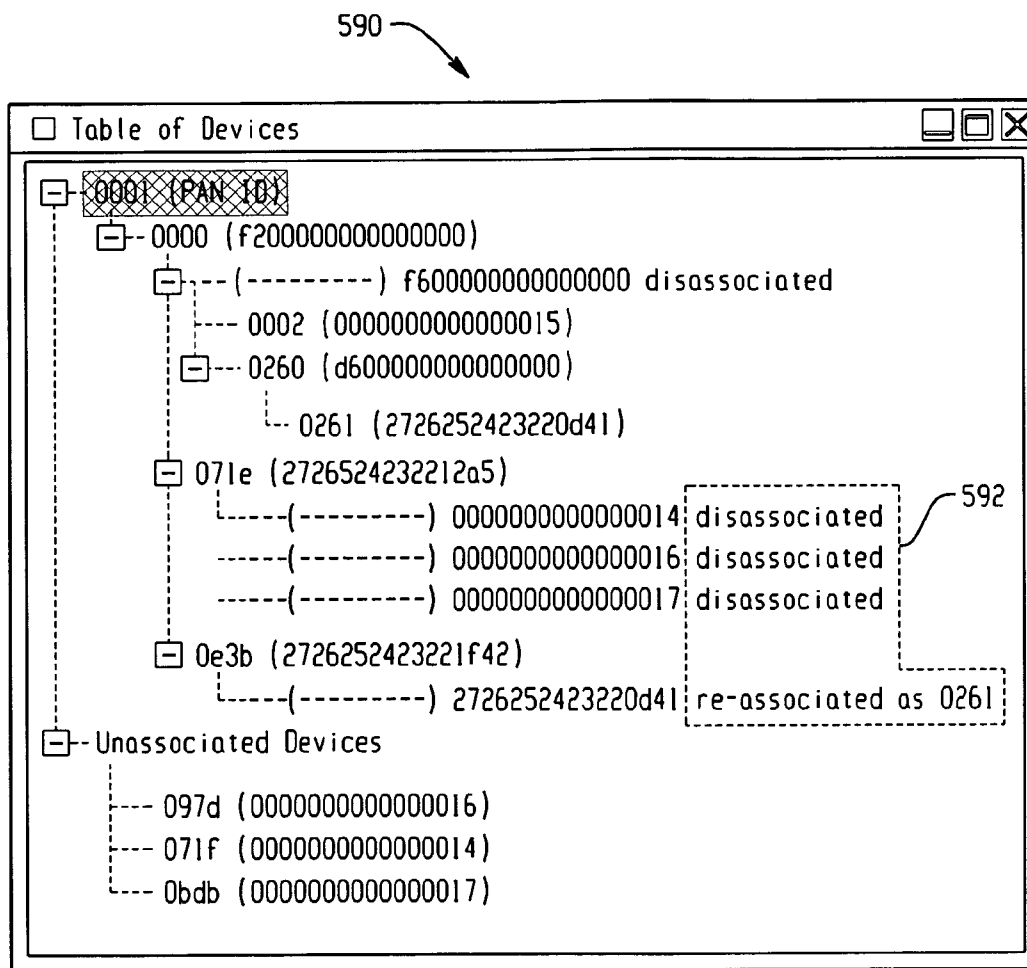 590
Table of Devices
0001 (PAN ID)
0000 (f200000000000000)
(---------) f600000000000000 disassociated
0002 (0000000000000015)
0260 (d600000000000000)
0261 (2726252423220d41)
071e (2726524232212a5)
(---------) 0000000000000014 disassociated
592
(---------) 0000000000000016 disassociated
(---------) 0000000000000017 disassociated
0e3b (2726252423221f42)
(---------) 2726252423220d41 re-associated as 0261
Unassociated Devices
097d (0000000000000016)
071f (0000000000000014)
0bdb (0000000000000017)